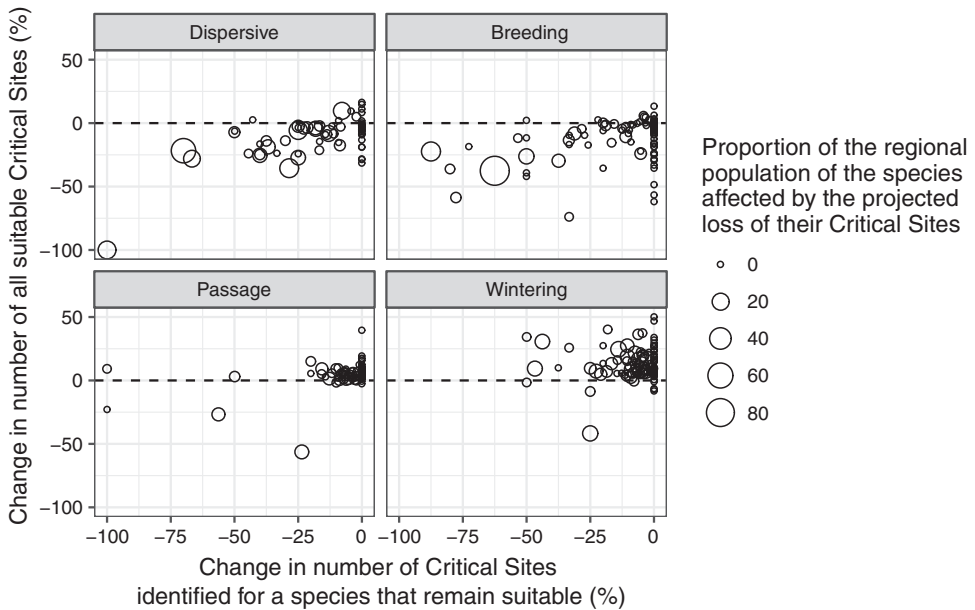 Dispersive
Breeding
50
0
−50
−100
Passage
Wintering
50
0
−50
−100
−100
−75
−50
−25
0
−100
−75
−50
−25
0
Change in number of all suitable Critical Sites (%)
Change in number of Critical Sites
identified for a species that remain suitable (%)
Proportion of the regional
population of the species
affected by the projected
loss of their Critical Sites
0
20
40
60
80